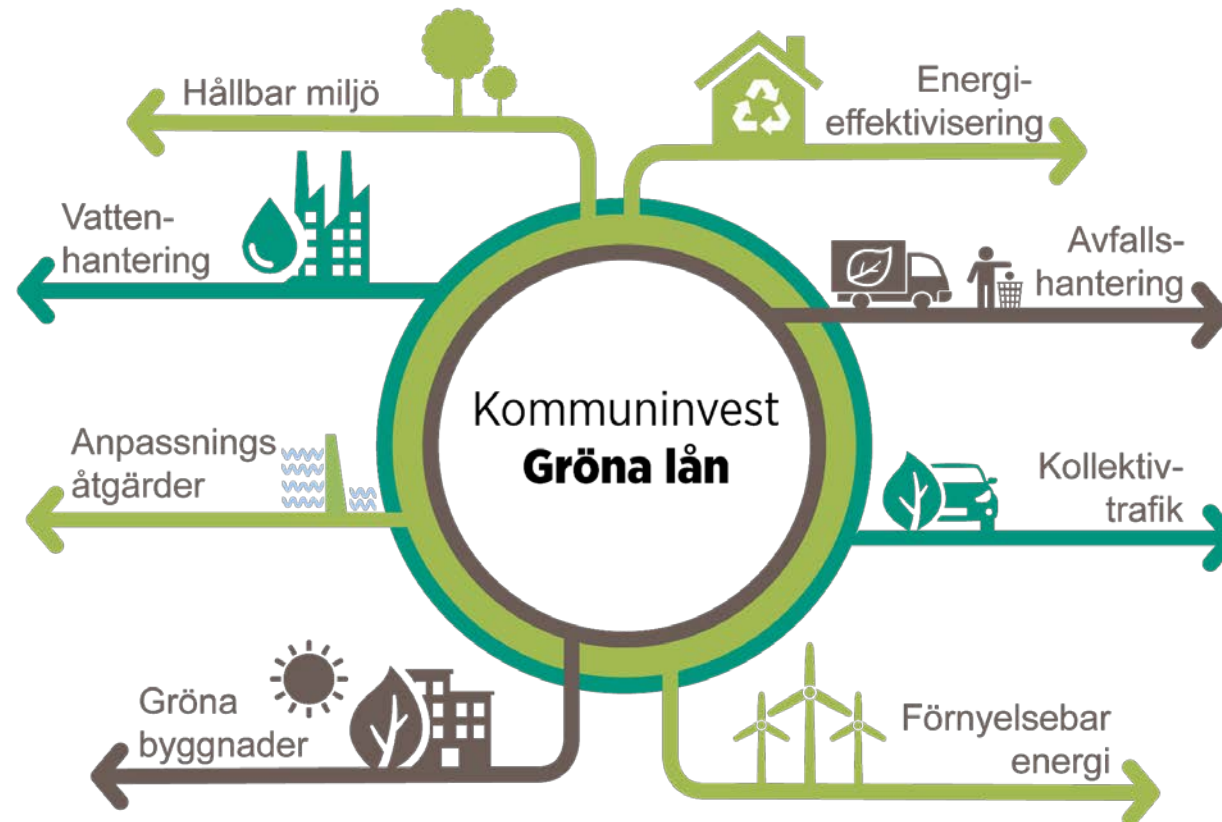 Hållbar miljö
Energi-
effektivisering
Vatten-
hantering
Avfalls-
hantering
Kommuninvest
Gröna lån
Anpassnings
åtgärder
Kollektiv-
trafik
Gröna
byggnader
Förnyelsebar
energi